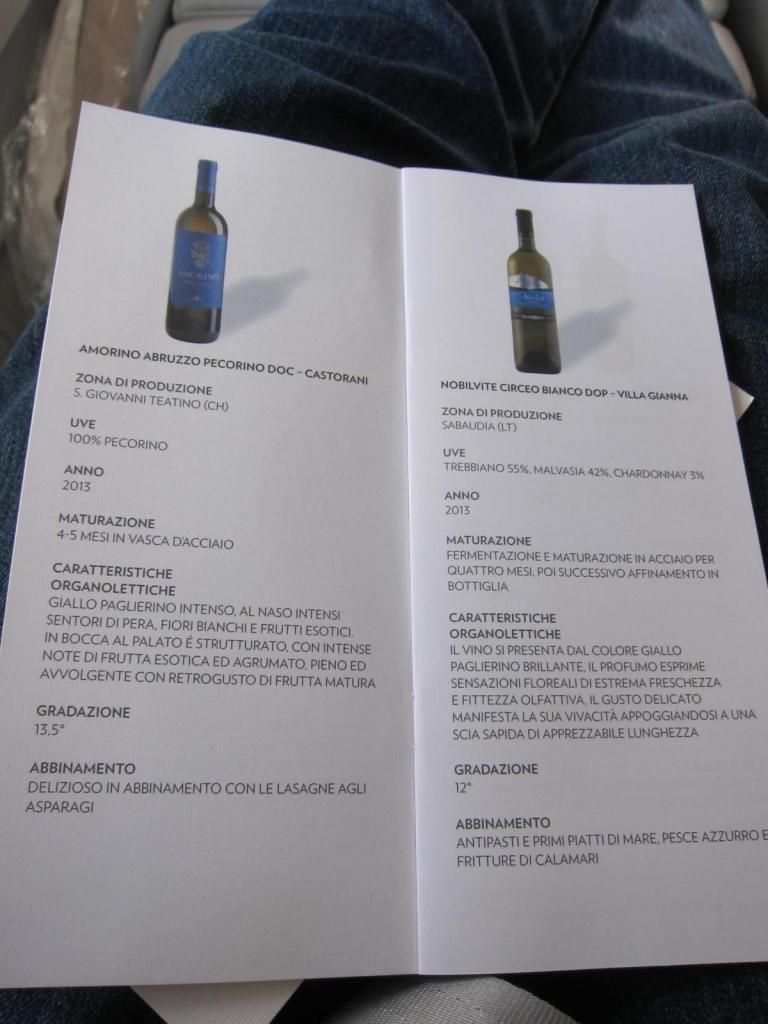 AMORINO
AMORINO ABRUZZO PECORINO DOC – CASTORANI
ZONA DI PRODUZIONE
S. GIOVANNI TEATINO (CH)
UVE
100% PECORINO
ANNO
2013
MATURAZIONE
4-5 MESI IN VASCA D'ACCIAIO
CARATTERISTICHE
ORGANOLETTICHE
GIALLO PAGLIERINO INTENSO, AL NASO INTENSI
SENTORI DI PERA, FIORI BIANCHI E FRUTTI ESOTICI.
IN BOCCA AL PALATO É STRUTTURATO, CON INTENSE
NOTE DI FRUTTA ESOTICA ED AGRUMATO, PIENO ED
AVVOLGENTE CON RETROGUSTO DI FRUTTA MATURA
GRADAZIONE
13,5°
ABBINAMENTO
DELIZIOSO IN ABBINAMENTO CON LE LASAGNE AGLI
ASPARAGI
NOBILVITE CIRCEO BIANCO DOP – VILLA GIANNA
ZONA DI PRODUZIONE
SABAUDIA (LT)
UVE
TREBBIANO 55%, MALVASIA 42%, CHARDONNAY 3%
ANNO
2013
MATURAZIONE
FERMENTAZIONE E MATURAZIONE IN ACCIAIO PER
QUATTRO MESI, POI SUCCESSIVO AFFINAMENTO IN
BOTTIGLIA
CARATTERISTICHE
ORGANOLETTICHE
IL VINO SI PRESENTA DAL COLORE GIALLO
PAGLIERINO BRILLANTE, IL PROFUMO ESPRIME
SENSAZIONI FLOREALI DI ESTREMA FRESCHEZZA
E FITTEZZA OLFATTIVA, IL GUSTO DELICATO
MANIFESTA LA SUA VIVACITÀ APPOGGIANDOSI A UNA
SCIA SAPIDA DI APPREZZABILE LUNGHEZZA
GRADAZIONE
12°
ABBINAMENTO
ANTIPASTI E PRIMI PIATTI DI MARE, PESCE AZZURRO E
FRITTURE DI CALAMARI